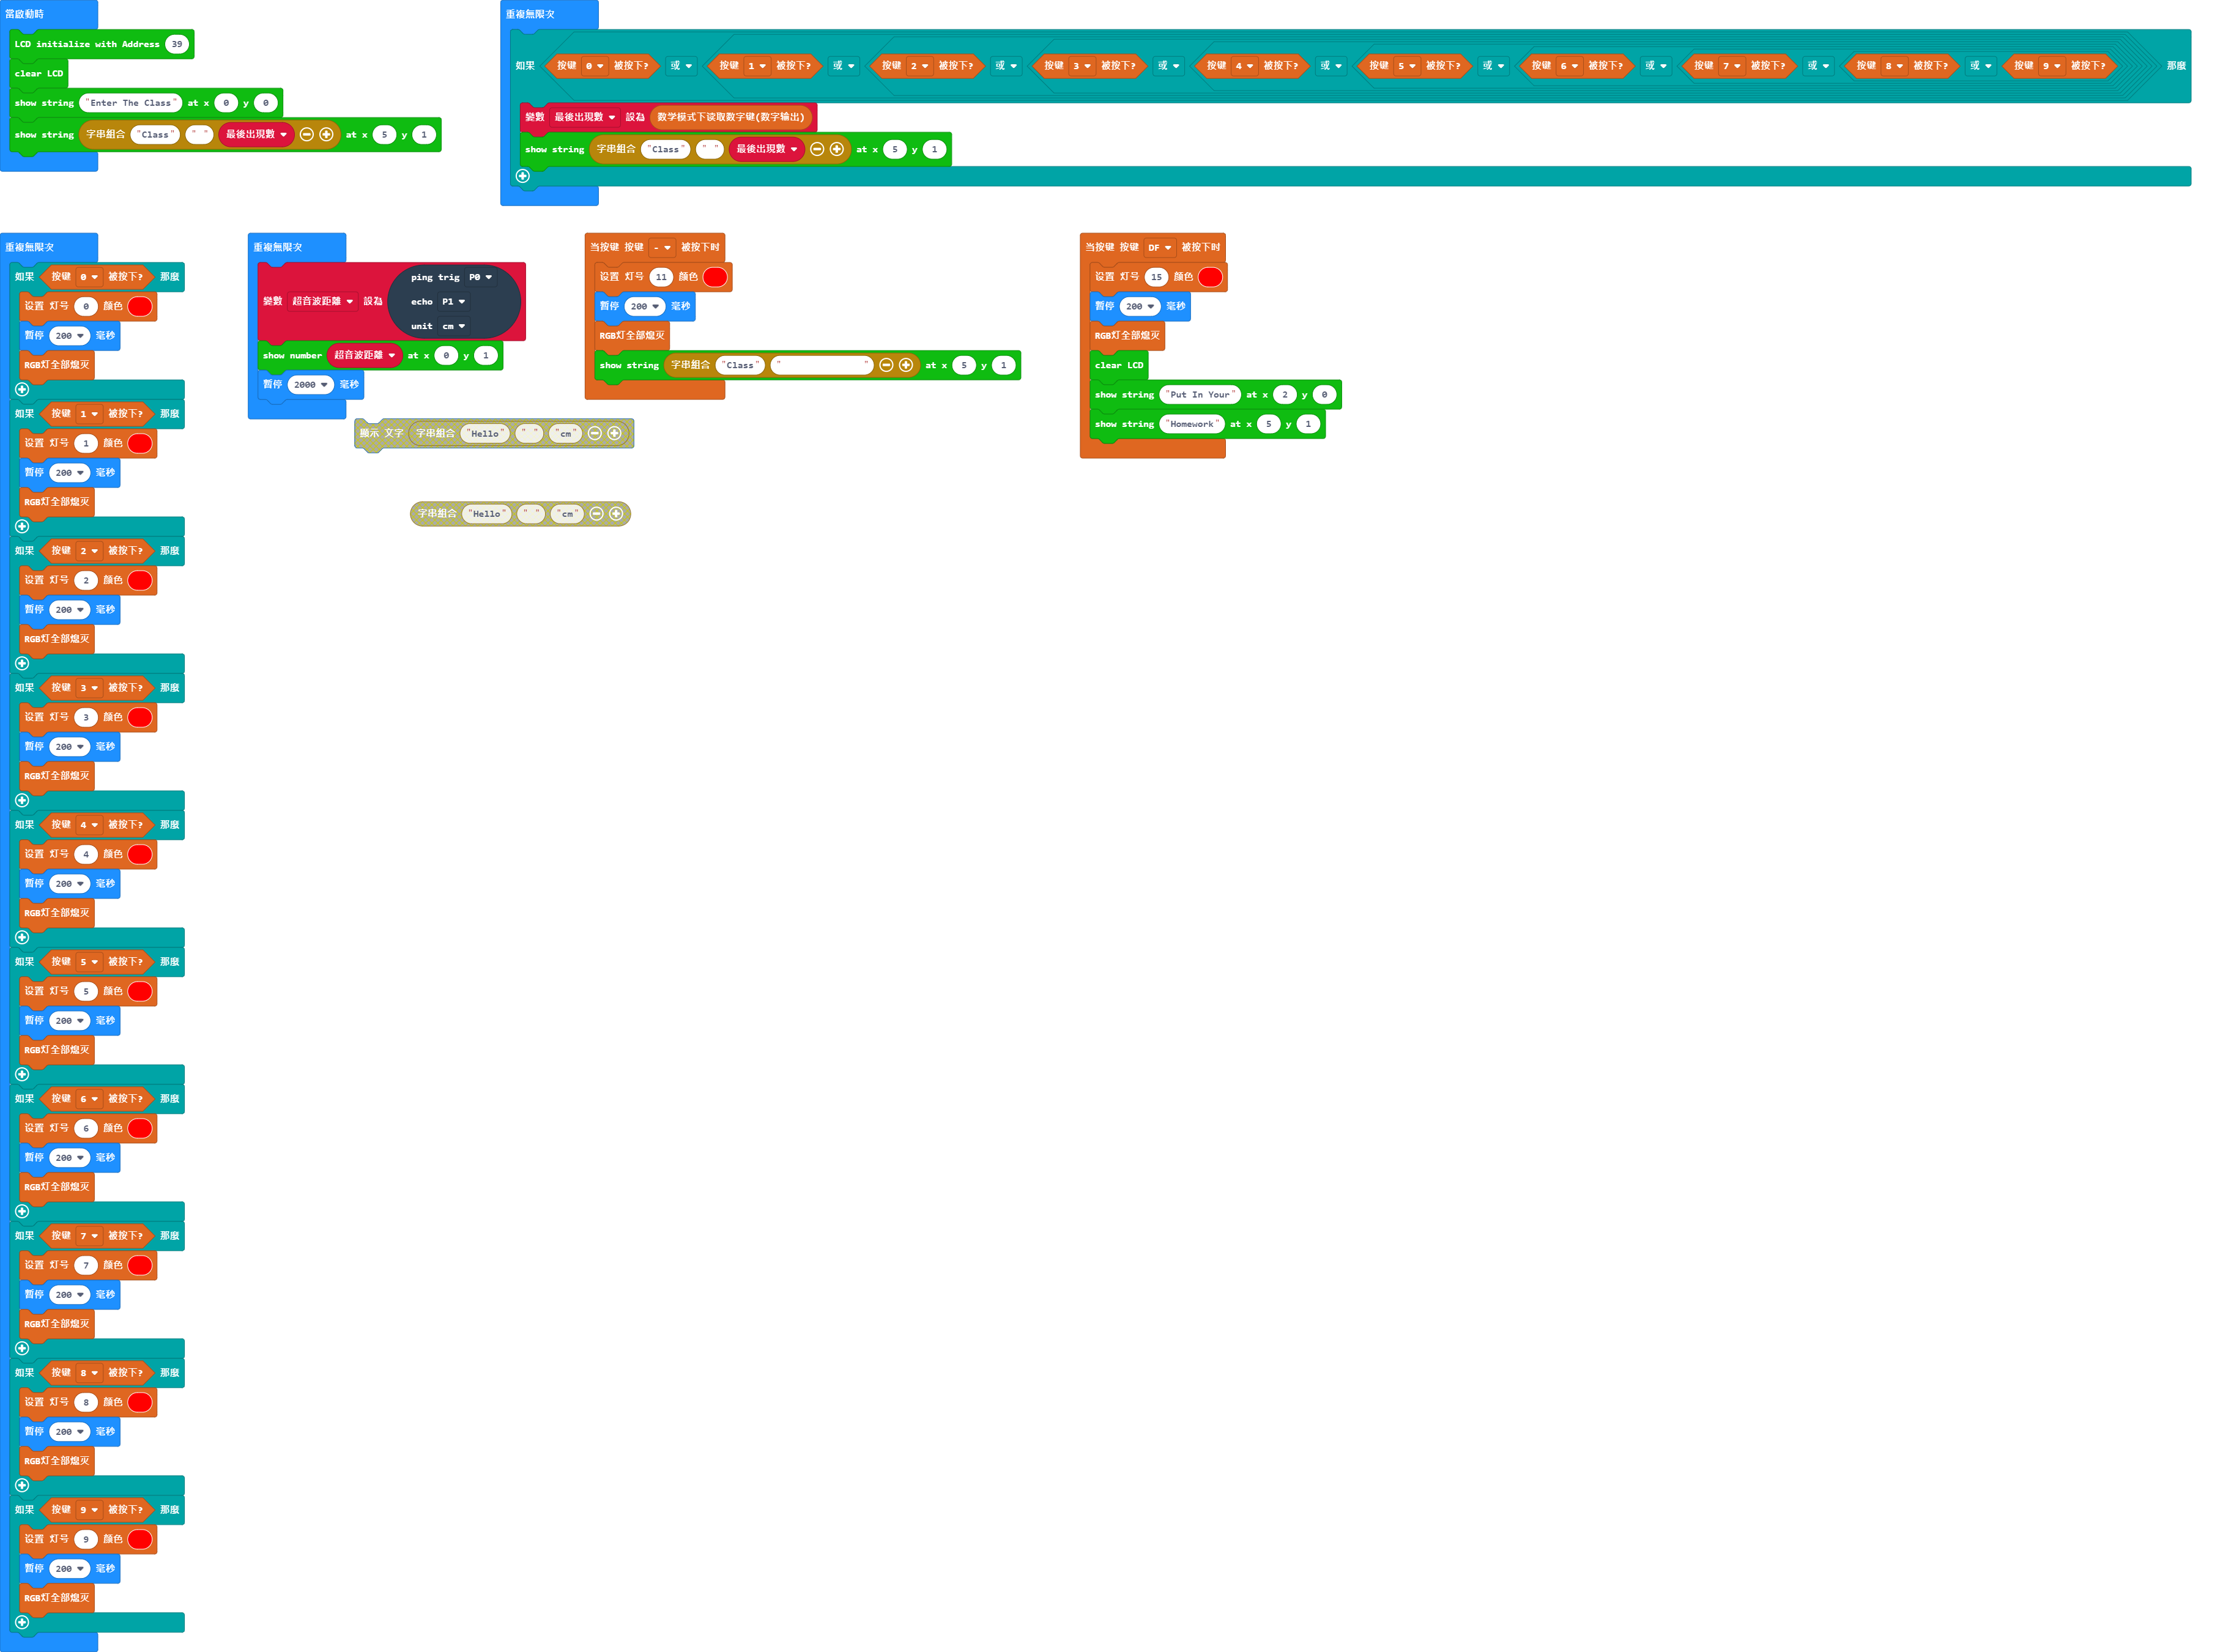 當啟動時
LCD initialize with Address 39
clear LCD
show string "Enter The Class" at x 0 y 0
show string 字串組合 "Class" " " 最後出現數 at x 5 y 1
重複無限次
如果 按键 0 被按下? 或 按键 1 被按下? 或 按键 2 被按下? 或 按键 3 被按下? 或 按键 4 被按下? 或 按键 5 被按下? 或 按键 6 被按下? 或 按键 7 被按下? 或 按键 8 被按下? 或 按键 9 被按下? 那麼
變數 最後出現數 設為 数学模式下读取数字键(数字输出)
show string 字串組合 "Class" " " 最後出現數 at x 5 y 1
重複無限次
如果 按键 0 被按下? 那麼
设置 灯号 0 颜色
暫停 200 毫秒
RGB灯全部熄灭
如果 按键 1 被按下? 那麼
设置 灯号 1 颜色
暫停 200 毫秒
RGB灯全部熄灭
如果 按键 2 被按下? 那麼
设置 灯号 2 颜色
暫停 200 毫秒
RGB灯全部熄灭
如果 按键 3 被按下? 那麼
设置 灯号 3 颜色
暫停 200 毫秒
RGB灯全部熄灭
如果 按键 4 被按下? 那麼
设置 灯号 4 颜色
暫停 200 毫秒
RGB灯全部熄灭
如果 按键 5 被按下? 那麼
设置 灯号 5 颜色
暫停 200 毫秒
RGB灯全部熄灭
如果 按键 6 被按下? 那麼
设置 灯号 6 颜色
暫停 200 毫秒
RGB灯全部熄灭
如果 按键 7 被按下? 那麼
设置 灯号 7 颜色
暫停 200 毫秒
RGB灯全部熄灭
如果 按键 8 被按下? 那麼
设置 灯号 8 颜色
暫停 200 毫秒
RGB灯全部熄灭
如果 按键 9 被按下? 那麼
设置 灯号 9 颜色
暫停 200 毫秒
RGB灯全部熄灭
重複無限次
變數 超音波距離 設為
ping trig P0
echo P1
unit cm
show number 超音波距離 at x 0 y 1
暫停 2000 毫秒
顯示 文字 字串組合 "Hello" " " "cm"
字串組合 "Hello" " " "cm"
当按键 按键 - 被按下时
设置 灯号 11 颜色
暫停 200 毫秒
RGB灯全部熄灭
show string 字串組合 "Class" " " at x 5 y 1
当按键 按键 DF 被按下时
设置 灯号 15 颜色
暫停 200 毫秒
RGB灯全部熄灭
clear LCD
show string "Put In Your" at x 2 y 0
show string "Homework" at x 5 y 1